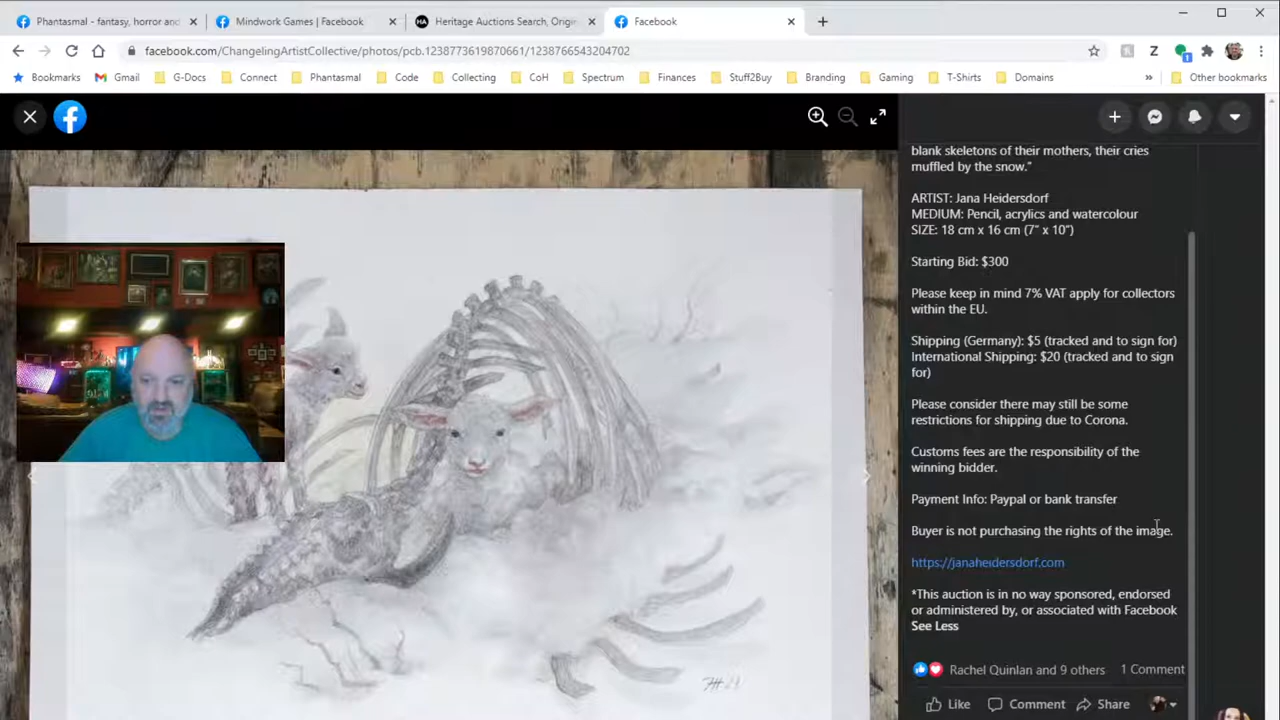 Phantasmal - fantasy, horror and
Mindwork Games | Facebook
HA Heritage Auctions Search, Origin
Facebook
facebook.com/ChangelingArtistCollective/photos/pcb.1238773619870661/1238766543204702
Bookmarks Gmail G-Docs Connect Phantasmal Code Collecting CoH Spectrum Finances Stuff2Buy Branding Gaming T-Shirts Domains » Other bookmarks
blank skeletons of their mothers, their cries
muffled by the snow."
ARTIST: Jana Heidersdorf
MEDIUM: Pencil, acrylics and watercolour
SIZE: 18 cm x 16 cm (7" x 10")
Starting Bid: $300
Please keep in mind 7% VAT apply for collectors
within the EU.
Shipping (Germany): $5 (tracked and to sign for)
International Shipping: $20 (tracked and to sign
for)
Please consider there may still be some
restrictions for shipping due to Corona.
Customs fees are the responsibility of the
winning bidder.
Payment Info: Paypal or bank transfer
Buyer is not purchasing the rights of the image.
https://janaheidersdorf.com
*This auction is in no way sponsored, endorsed
or administered by, or associated with Facebook
See Less
Rachel Quinlan and 9 others 1 Comment
Like Comment Share